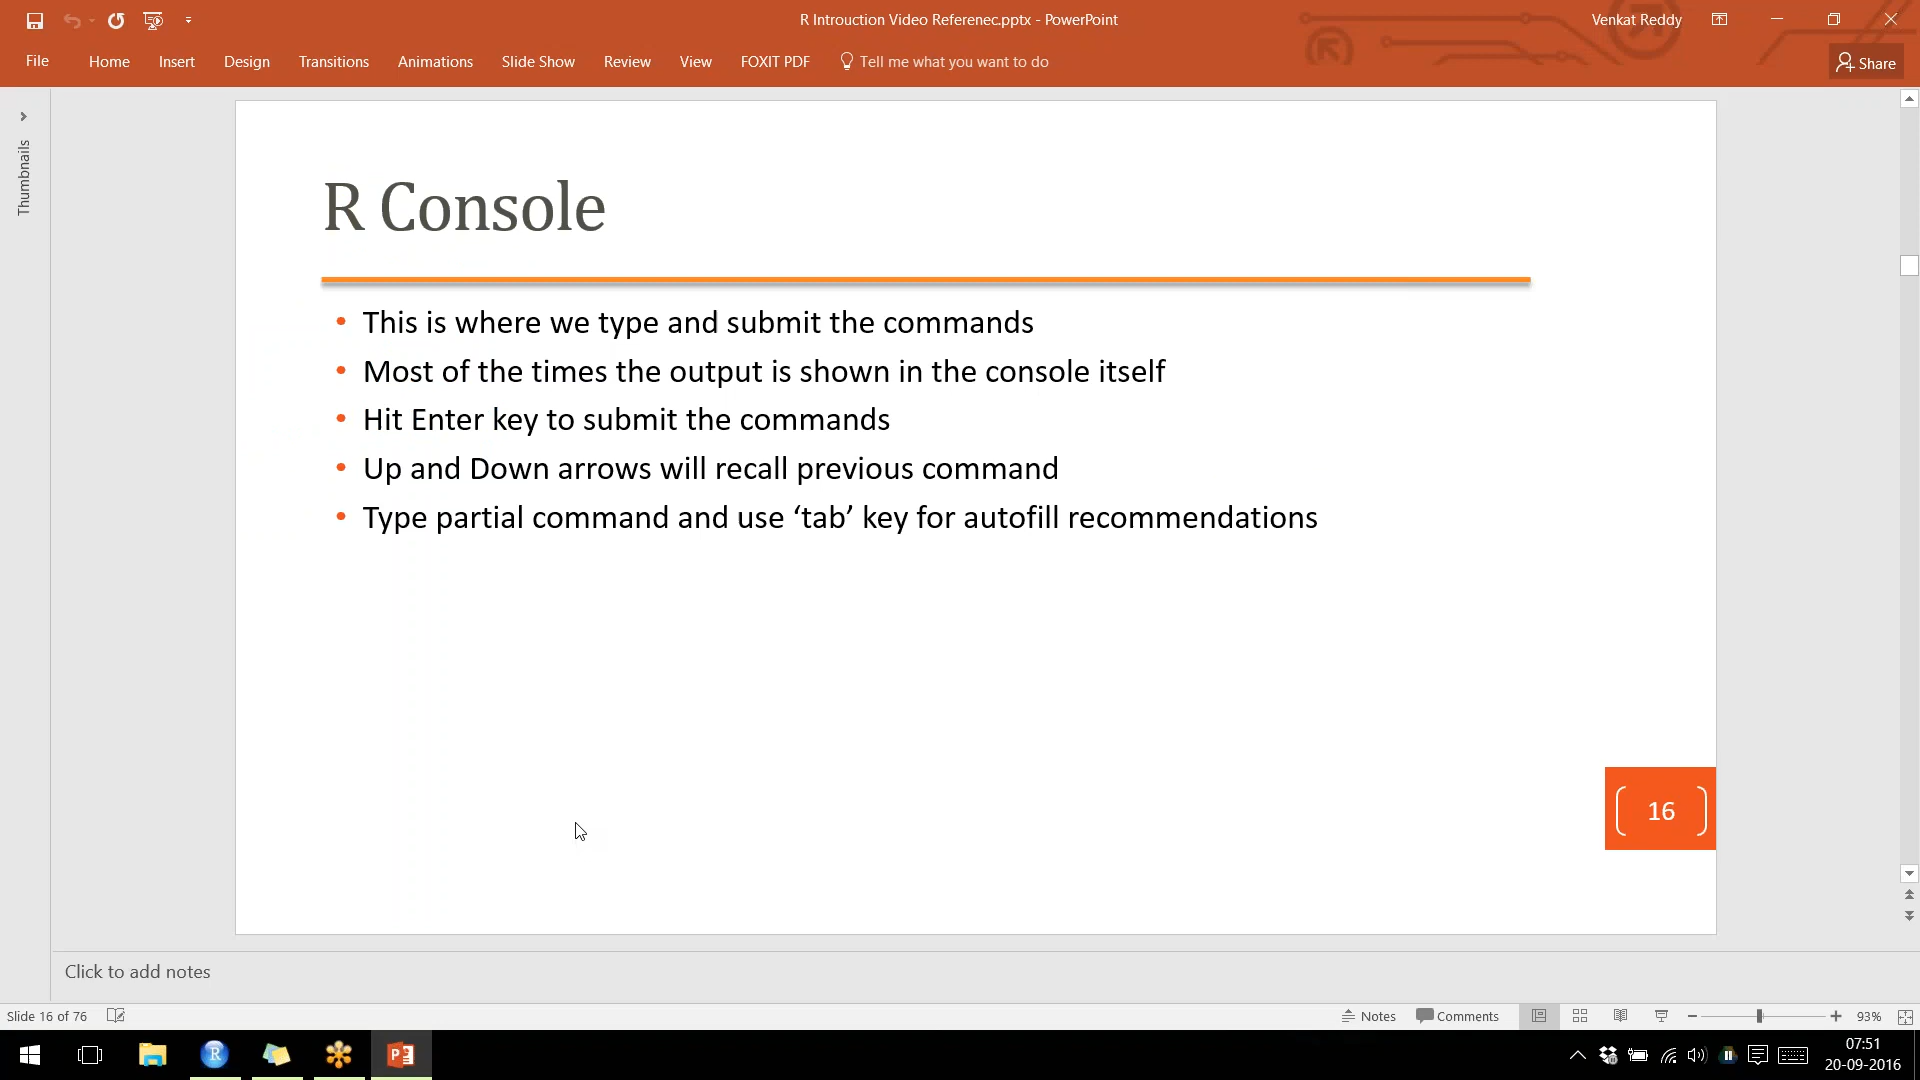 R Introuction Video Referenec.pptx - PowerPoint
Venkat Reddy
File
Home
Insert
Design
Transitions
Animations
Slide Show
Review
View
FOXIT PDF
Tell me what you want to do
Share
Thumbnails
R Console
• This is where we type and submit the commands
• Most of the times the output is shown in the console itself
• Hit Enter key to submit the commands
• Up and Down arrows will recall previous command
• Type partial command and use ‘tab’ key for autofill recommendations
16
Click to add notes
Slide 16 of 76
Notes
Comments
93%
07:51
20-09-2016